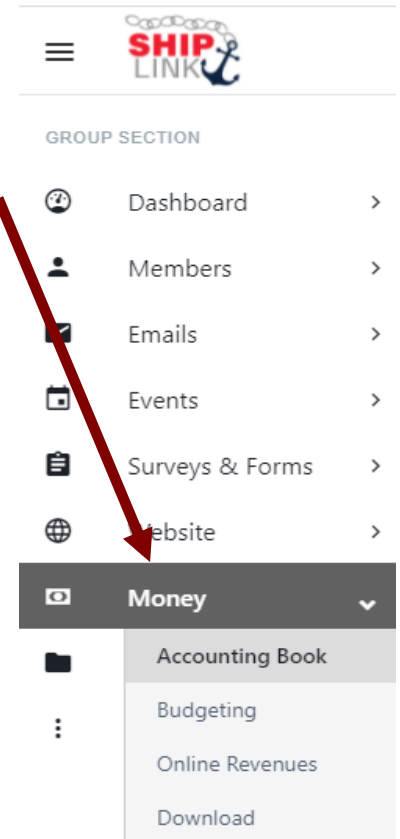 SHIP
LINK
GROUP SECTION
Dashboard
Members
Emails
Events
Surveys & Forms
Website
Money
Accounting Book
Budgeting
Online Revenues
Download